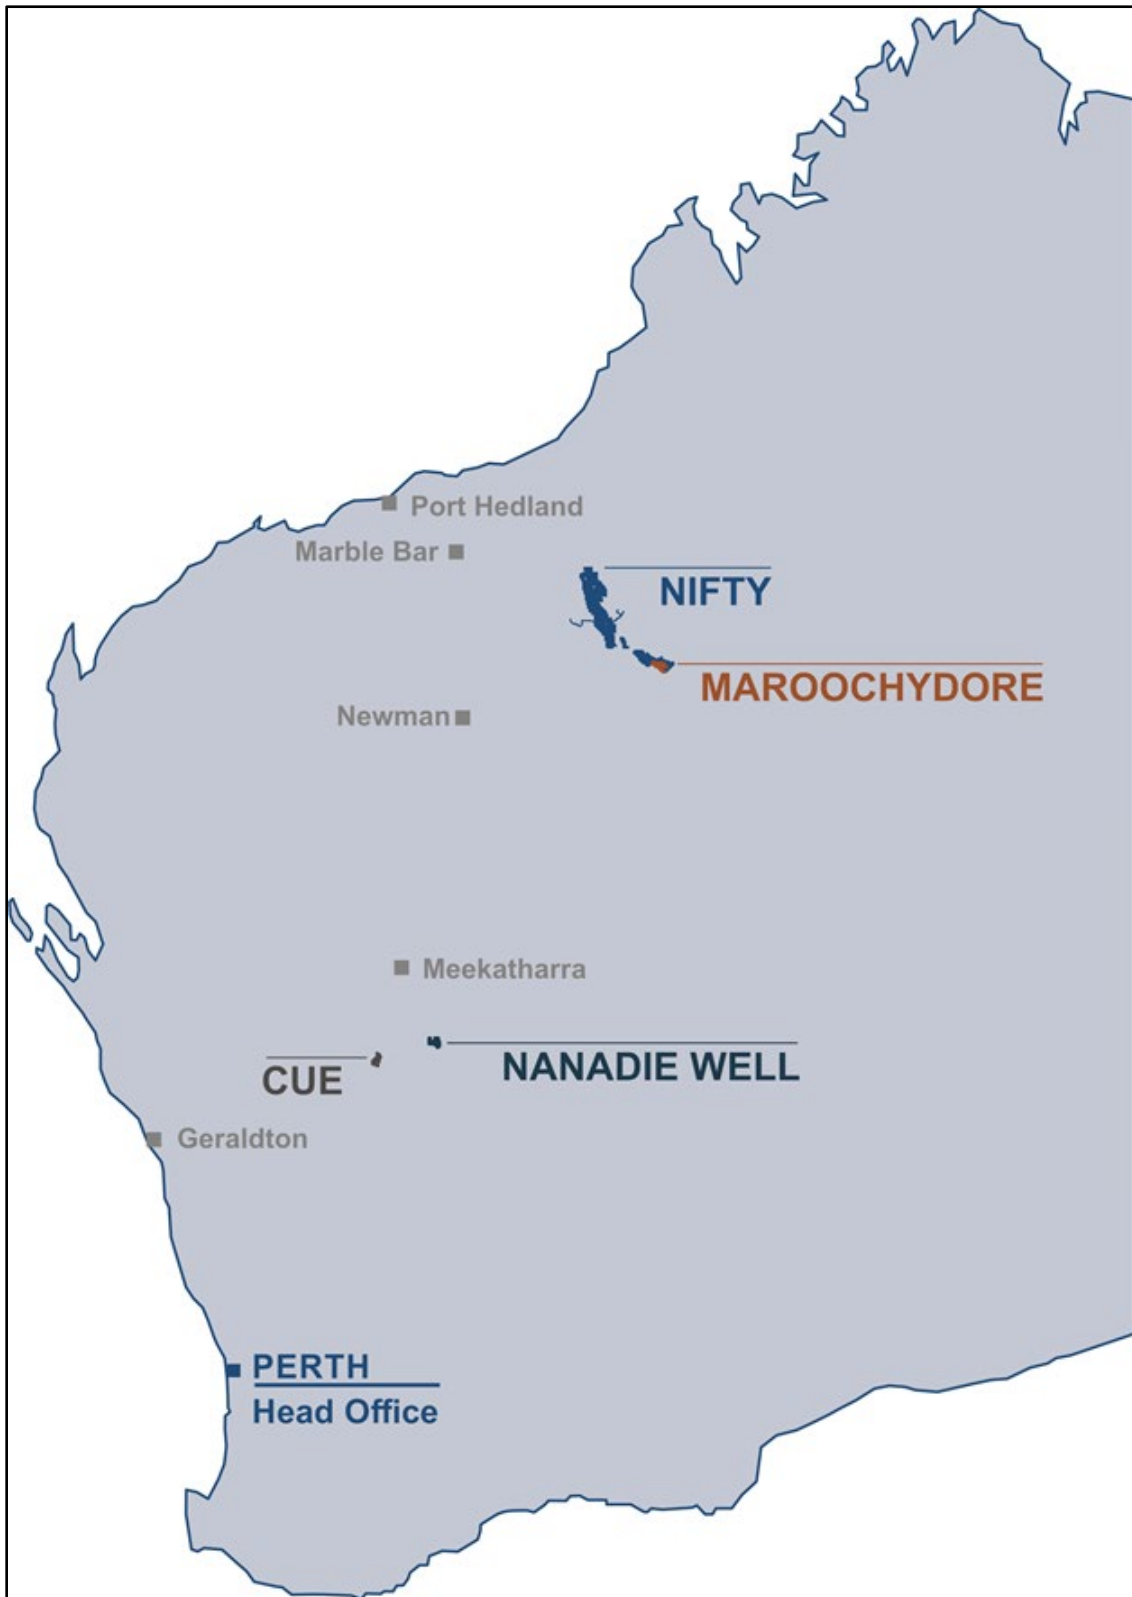 Port Hedland
Marble Bar
NIFTY
MAROOCHYDORE
Newman
Meekatharra
NANADIE WELL
CUE
Geraldton
PERTH
Head Office